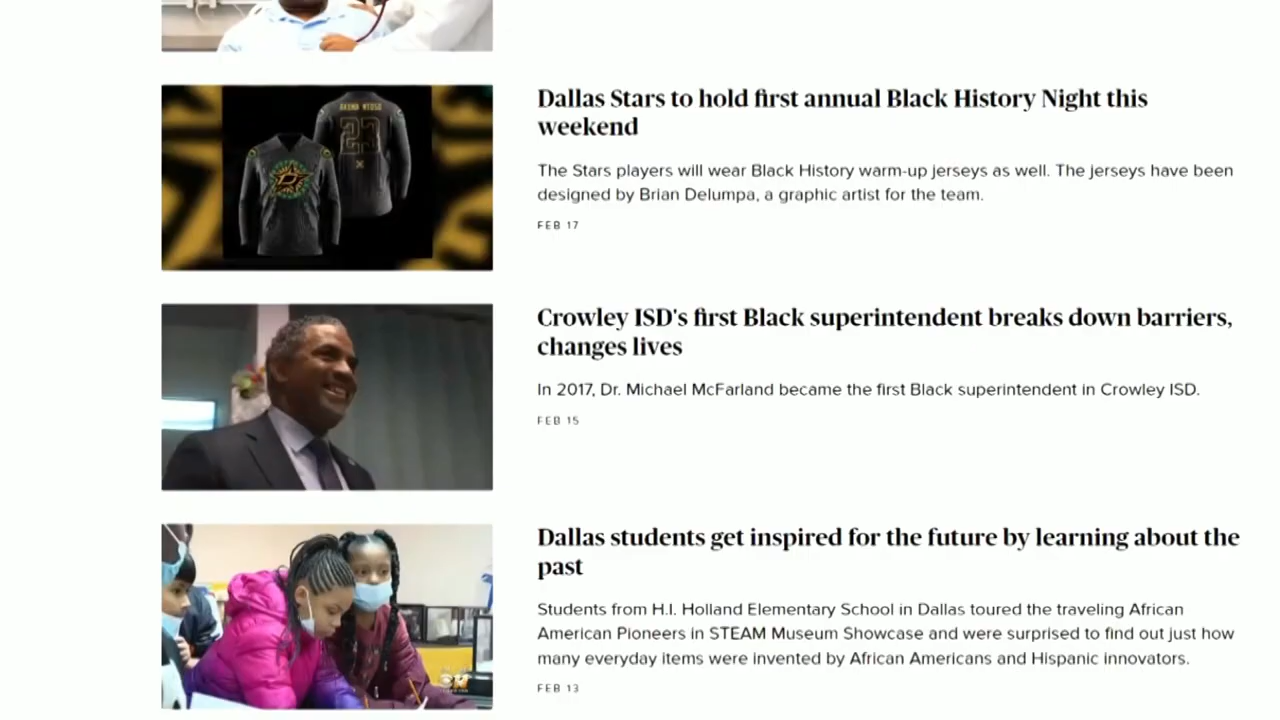 AKIMA NTOSO
23
Dallas Stars to hold first annual Black History Night this
weekend
The Stars players will wear Black History warm-up jerseys as well. The jerseys have been
designed by Brian Delumpa, a graphic artist for the team.
FEB 17
Crowley ISD's first Black superintendent breaks down barriers,
changes lives
In 2017, Dr. Michael McFarland became the first Black superintendent in Crowley ISD.
FEB 15
Dallas students get inspired for the future by learning about the
past
Students from H.I. Holland Elementary School in Dallas toured the traveling African
American Pioneers in STEAM Museum Showcase and were surprised to find out just how
many everyday items were invented by African Americans and Hispanic innovators.
FEB 13